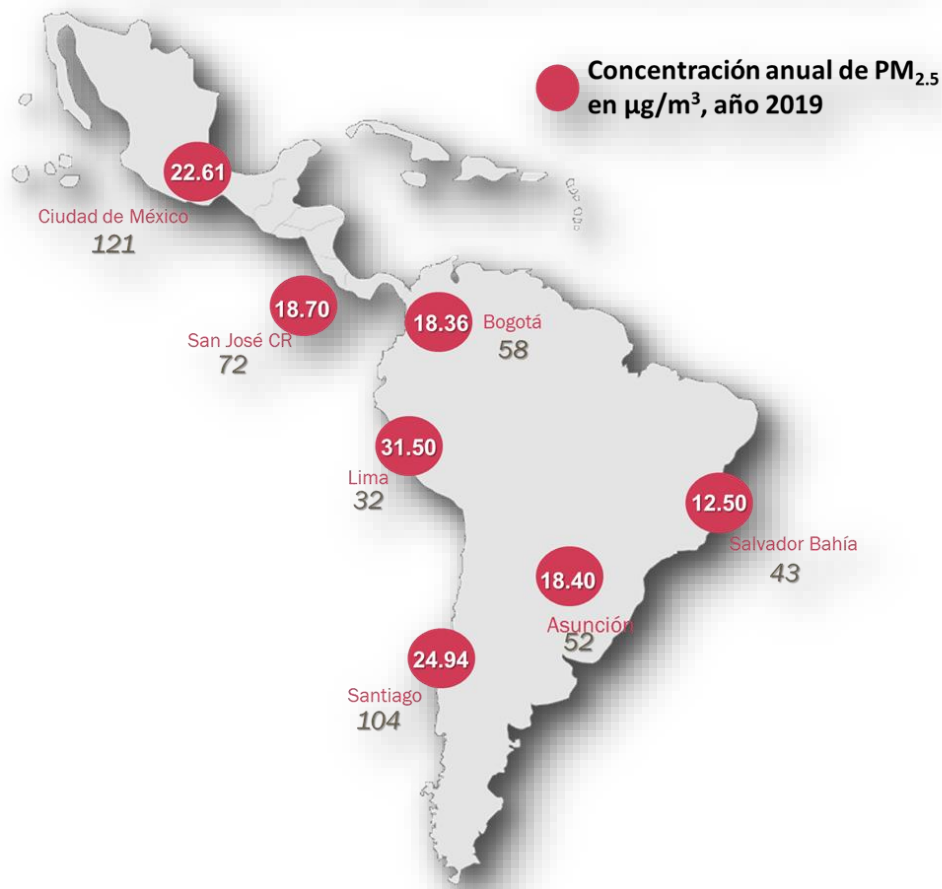 Concentración anual de PM2.5
en µg/m³, año 2019
22.61
Ciudad de México
121
18.70
San José CR
72
18.36
Bogotá
58
31.50
Lima
32
12.50
Salvador Bahía
43
18.40
Asunción
52
24.94
Santiago
104